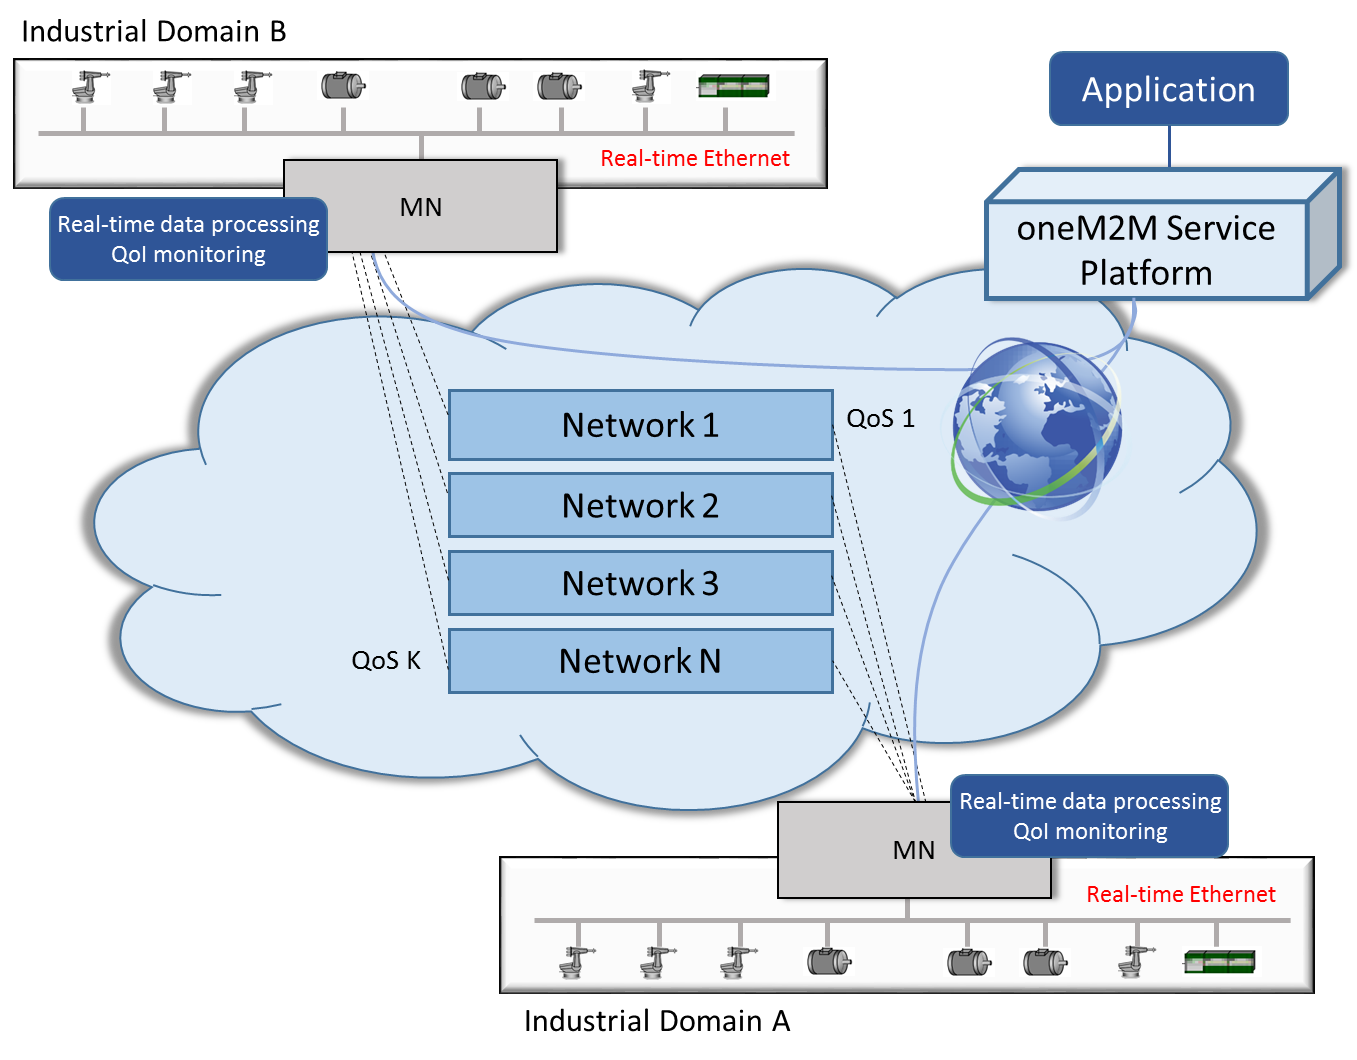 Industrial Domain B
Real-time Ethernet
MN
Real-time data processing
QoI monitoring
Application
oneM2M Service
Platform
Network 1
QoS 1
Network 2
Network 3
QoS K
Network N
Real-time data processing
QoI monitoring
MN
Real-time Ethernet
Industrial Domain A